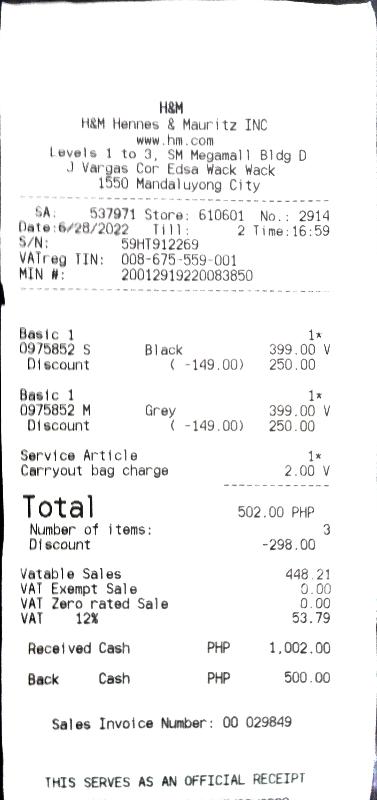 H&M
H&M Hennes & Mauritz INC
www.hm.com
Levels 1 to 3, SM Megamall Bldg D
J Vargas Cor Edsa Wack Wack
1550 Mandaluyong City
SA: 537971 Store: 610601 No.: 2914
Date:6/28/2022 Till: 2 Time:16:59
S/N: 59HT912269
VATreg TIN: 008-675-559-001
MIN #: 20012919220083850
Basic 1 1*
0975852 S Black 399.00 V
Discount ( -149.00) 250.00
Basic 1 1*
0975852 M Grey 399.00 V
Discount ( -149.00) 250.00
Service Article 1*
Carryout bag charge 2.00 V
Total 502.00 PHP
Number of items: 3
Discount -298.00
Vatable Sales 448.21
VAT Exempt Sale 0.00
VAT Zero rated Sale 0.00
VAT 12% 53.79
Received Cash PHP 1,002.00
Back Cash PHP 500.00
Sales Invoice Number: 00 029849
THIS SERVES AS AN OFFICIAL RECEIPT